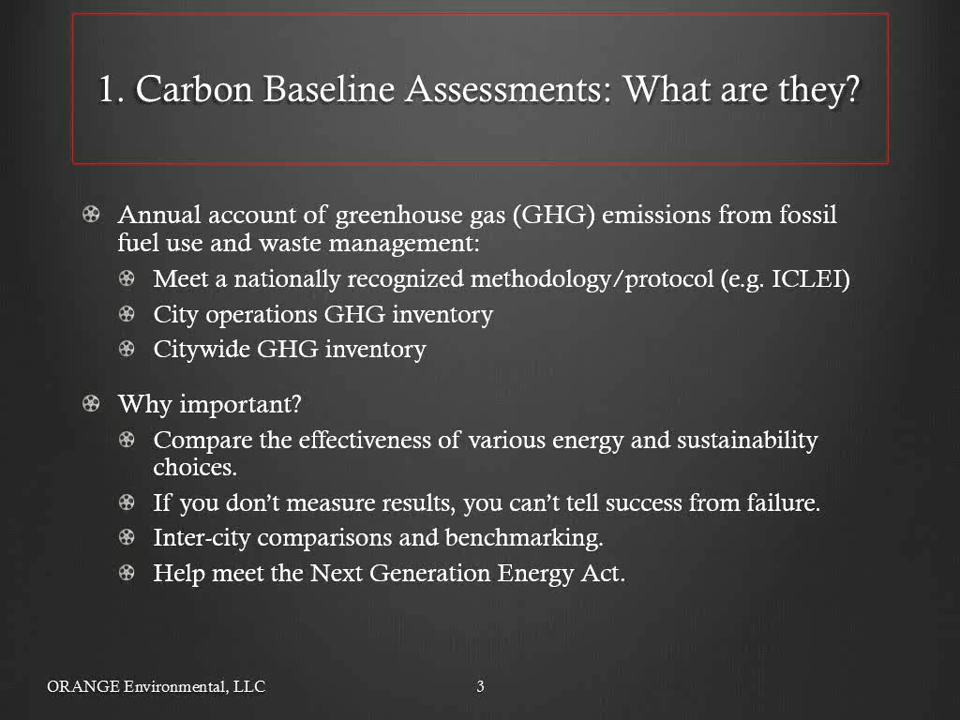 1. Carbon Baseline Assessments: What are they?
Annual account of greenhouse gas (GHG) emissions from fossil
fuel use and waste management:
Meet a nationally recognized methodology/protocol (e.g. ICLEI)
City operations GHG inventory
Citywide GHG inventory
Why important?
Compare the effectiveness of various energy and sustainability
choices.
If you don't measure results, you can't tell success from failure.
Inter-city comparisons and benchmarking.
Help meet the Next Generation Energy Act.
ORANGE Environmental, LLC 3